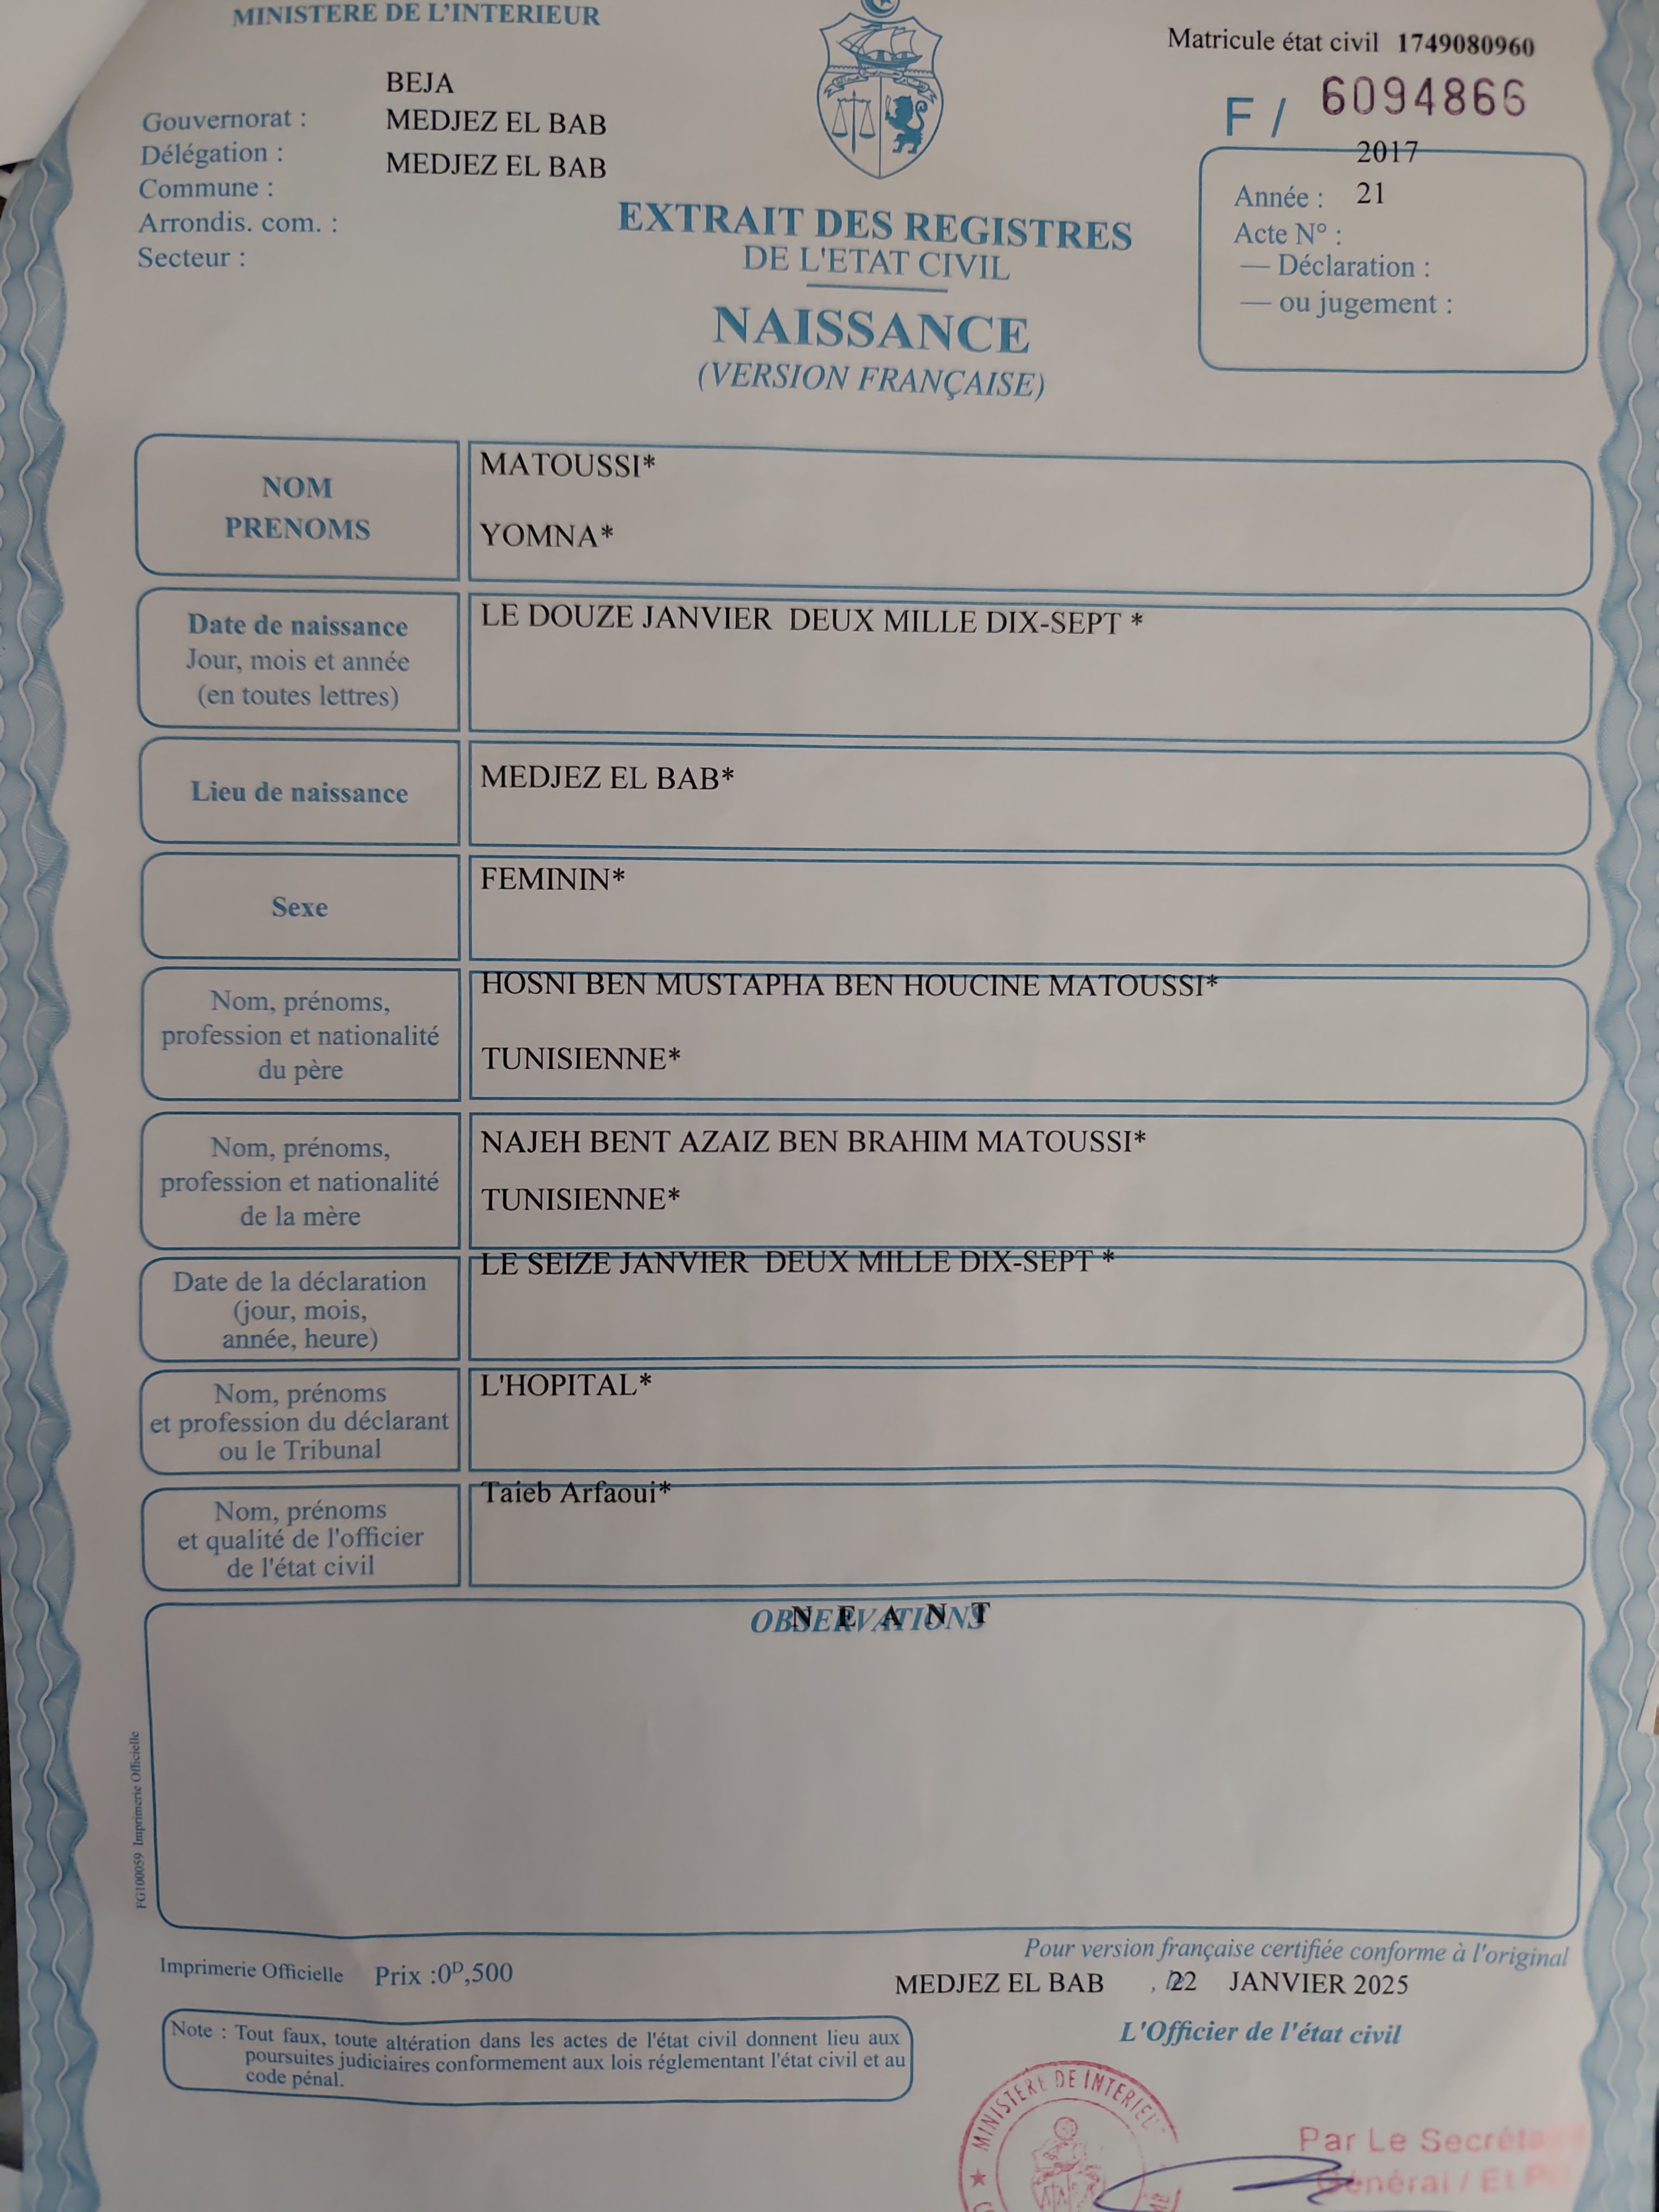 MINISTERE DE L'INTERIEUR
Matricule état civil 1749080960
F / 6094866
BEJA
Gouvernorat : MEDJEZ EL BAB
Délégation : MEDJEZ EL BAB
Commune :
Arrondis. com. :
Secteur :
2017
Année : 21
Acte N° :
— Déclaration :
— ou jugement :
EXTRAIT DES REGISTRES
DE L'ETAT CIVIL
NAISSANCE
(VERSION FRANÇAISE)
NOM
PRENOMS
MATOUSSI*
YOMNA*
Date de naissance
Jour, mois et année
(en toutes lettres)
LE DOUZE JANVIER DEUX MILLE DIX-SEPT *
Lieu de naissance
MEDJEZ EL BAB*
Sexe
FEMININ*
Nom, prénoms,
profession et nationalité
du père
HOSNI BEN MUSTAPHA BEN HOUCINE MATOUSSI*
TUNISIENNE*
Nom, prénoms,
profession et nationalité
de la mère
NAJEH BENT AZAIZ BEN BRAHIM MATOUSSI*
TUNISIENNE*
Date de la déclaration
(jour, mois,
année, heure)
LE SEIZE JANVIER DEUX MILLE DIX-SEPT *
Nom, prénoms
et profession du déclarant
ou le Tribunal
L'HOPITAL*
Nom, prénoms
et qualité de l'officier
de l'état civil
Taieb Arfaoui*
OBSERVATIONS
N E A N T
FG100059 Imprimerie Officielle
Imprimerie Officielle Prix :0ᴰ,500
Pour version française certifiée conforme à l'original
MEDJEZ EL BAB , le 22 JANVIER 2025
L'Officier de l'état civil
Note : Tout faux, toute altération dans les actes de l'état civil donnent lieu aux
poursuites judiciaires conformement aux lois réglementant l'état civil et au
code pénal.
MINISTERE DE INTERIEU
Par Le Secréta
Général / Et P